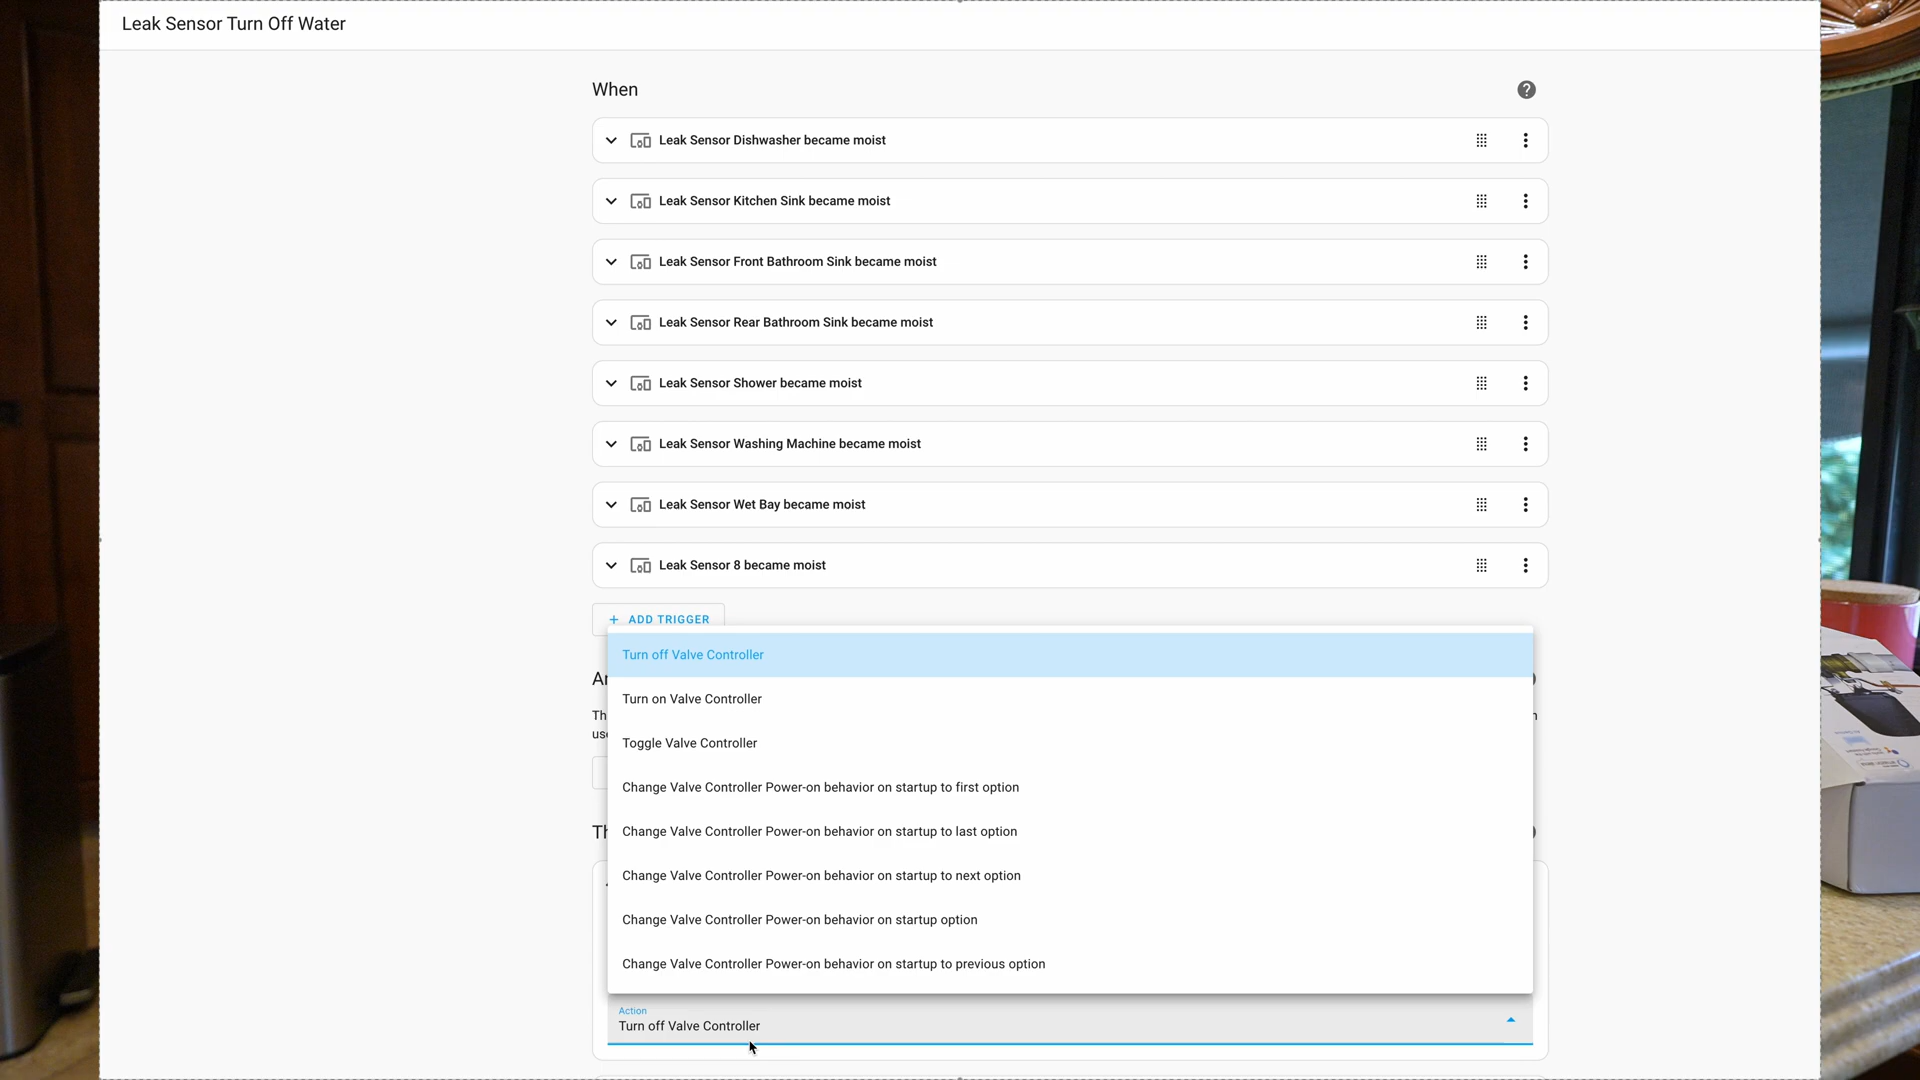 Leak Sensor Turn Off Water
When
Leak Sensor Dishwasher became moist
Leak Sensor Kitchen Sink became moist
Leak Sensor Front Bathroom Sink became moist
Leak Sensor Rear Bathroom Sink became moist
Leak Sensor Shower became moist
Leak Sensor Washing Machine became moist
Leak Sensor Wet Bay became moist
Leak Sensor 8 became moist
+ ADD TRIGGER
Turn off Valve Controller
Turn on Valve Controller
Toggle Valve Controller
Change Valve Controller Power-on behavior on startup to first option
Change Valve Controller Power-on behavior on startup to last option
Change Valve Controller Power-on behavior on startup to next option
Change Valve Controller Power-on behavior on startup option
Change Valve Controller Power-on behavior on startup to previous option
Action
Turn off Valve Controller